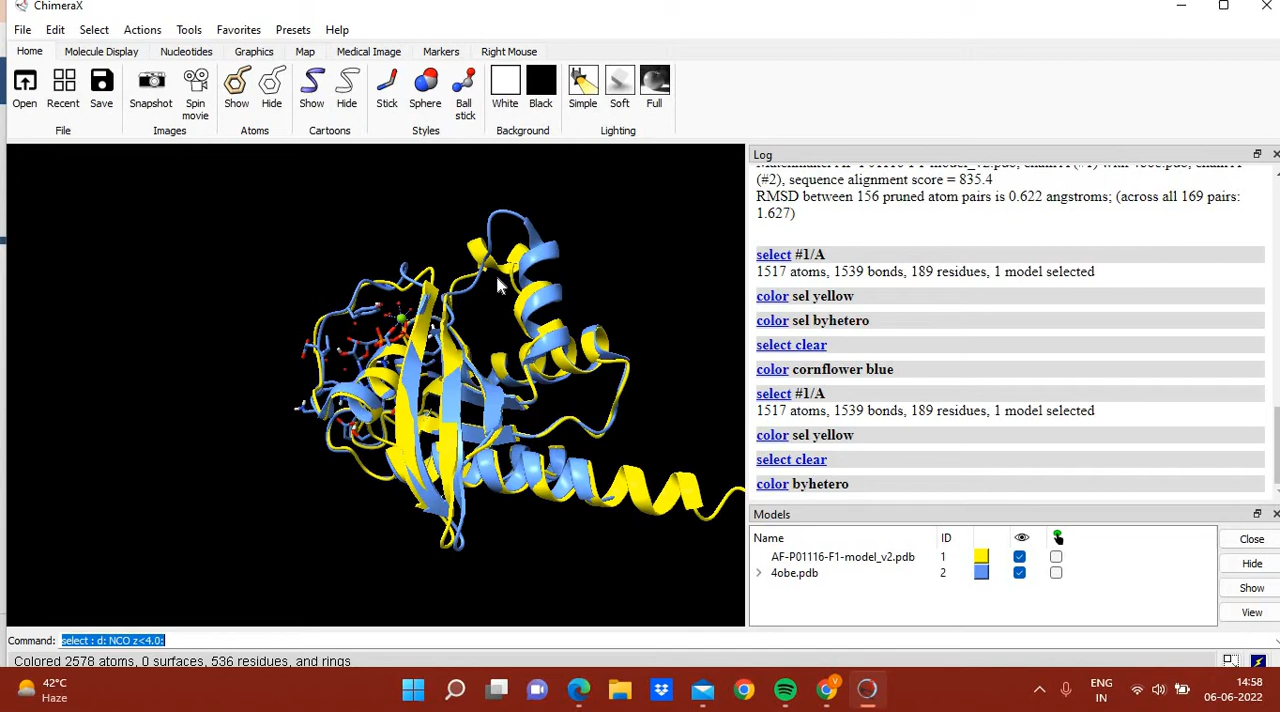 ChimeraX
File Edit Select Actions Tools Favorites Presets Help
Home Molecule Display Nucleotides Graphics Map Medical Image Markers Right Mouse
Open Recent Save Snapshot Spin movie Show Hide Show Hide Stick Sphere Ball stick White Black Simple Soft Full
File Images Atoms Cartoons Styles Background Lighting
Log
(#2), sequence alignment score = 835.4
RMSD between 156 pruned atom pairs is 0.622 angstroms; (across all 169 pairs:
1.627)
select #1/A
1517 atoms, 1539 bonds, 189 residues, 1 model selected
color sel yellow
color sel byhetero
select clear
color cornflower blue
select #1/A
1517 atoms, 1539 bonds, 189 residues, 1 model selected
color sel yellow
select clear
color byhetero
Models
Name ID
AF-P01116-F1-model_v2.pdb 1
4obe.pdb 2
Close
Hide
Show
View
Command: select : d: NCO z<4.0:
Colored 2578 atoms, 0 surfaces, 536 residues, and rings
42°C
Haze
ENG
IN
14:58
06-06-2022